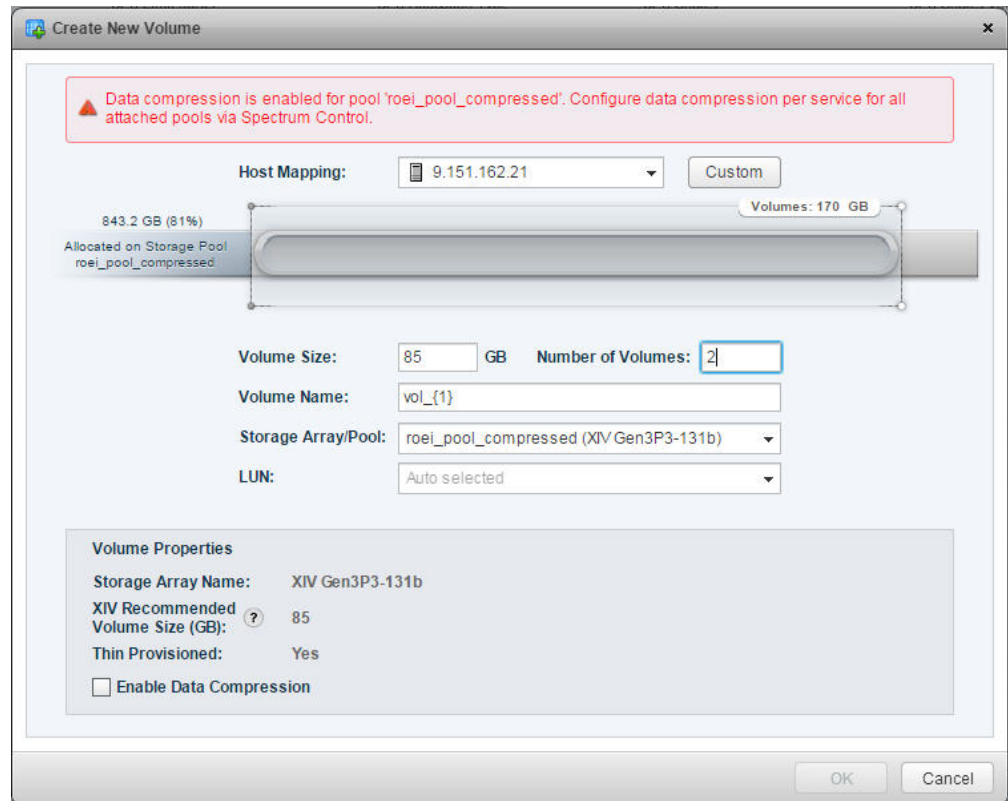 Create New Volume
Data compression is enabled for pool 'roei_pool_compressed'. Configure data compression per service for all
attached pools via Spectrum Control.
Host Mapping: 9.151.162.21 Custom
Volumes: 170 GB
843.2 GB (81%)
Allocated on Storage Pool
roei_pool_compressed
Volume Size: 85 GB Number of Volumes: 2
Volume Name: vol_{1}
Storage Array/Pool: roei_pool_compressed (XIV Gen3P3-131b)
LUN: Auto selected
Volume Properties
Storage Array Name: XIV Gen3P3-131b
XIV Recommended
Volume Size (GB): ? 85
Thin Provisioned: Yes
Enable Data Compression
OK Cancel